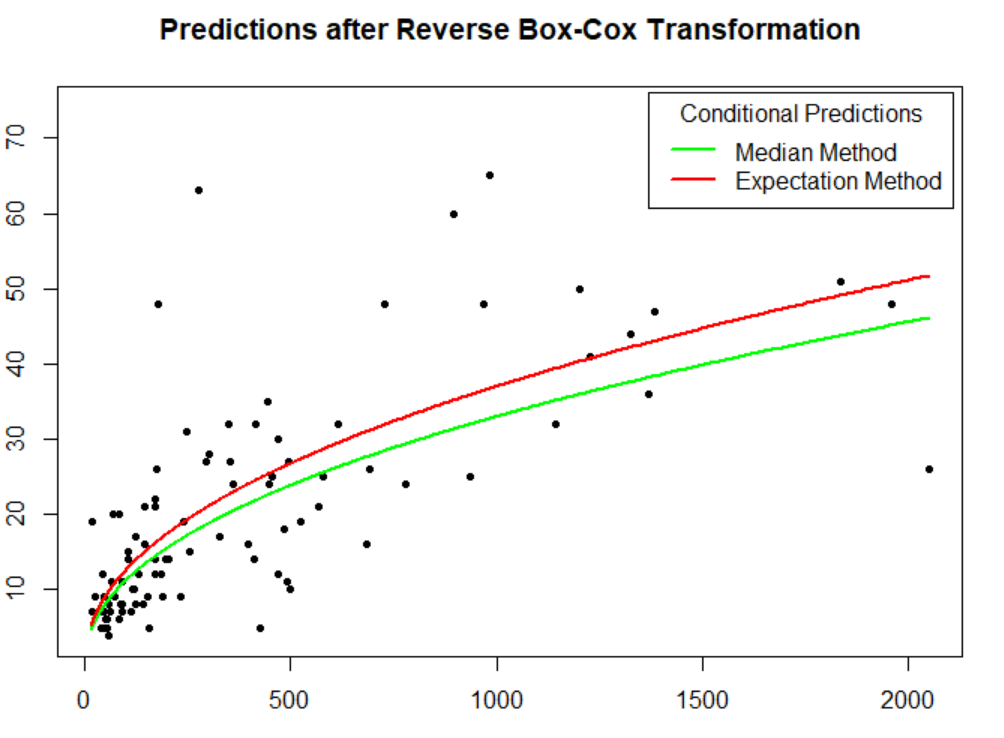 Predictions after Reverse Box-Cox Transformation
Conditional Predictions
Median Method
Expectation Method
70
60
50
40
30
20
10
0 500 1000 1500 2000